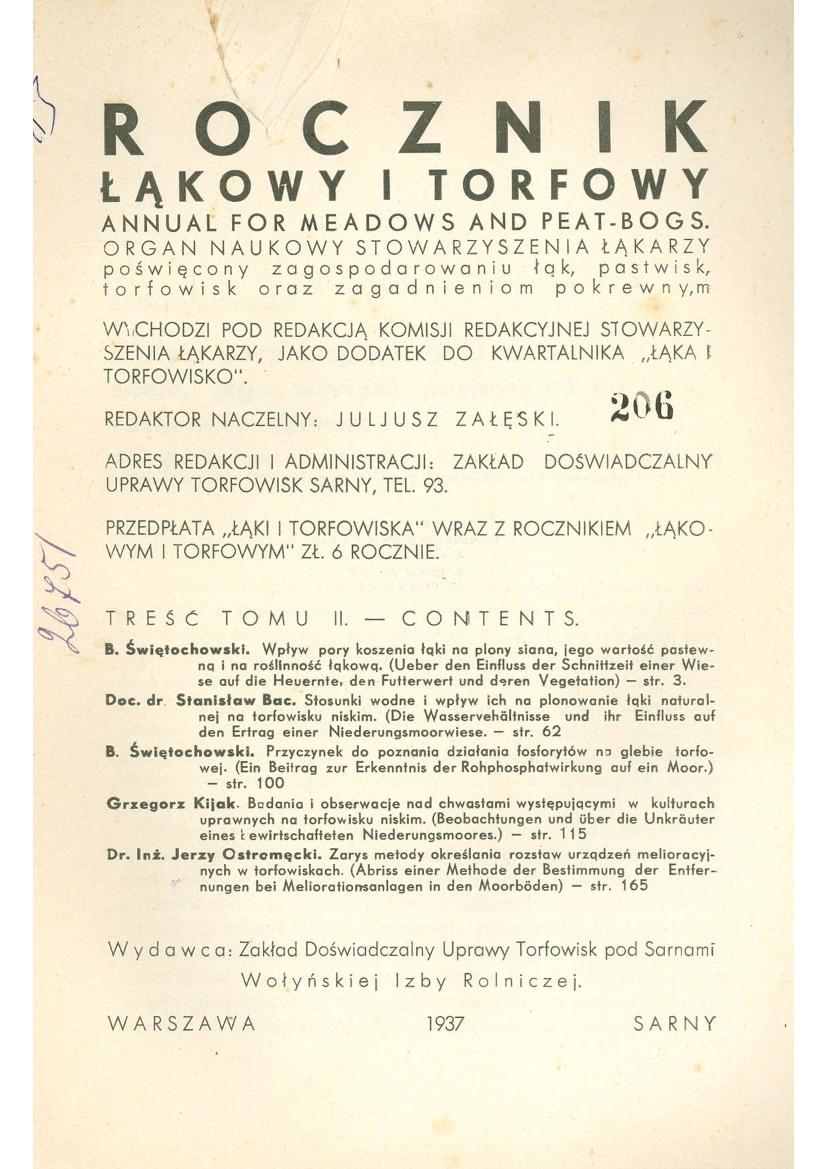 ROCZNIK
ŁĄKOWY I TORFOWY
ANNUAL FOR MEADOWS AND PEAT-BOGS.
ORGAN NAUKOWY STOWARZYSZENIA ŁĄKARZY
poświęcony zagospodarowaniu łąk, pastwisk,
torfowisk oraz zagadnieniom pokrewnym
WYCHODZI POD REDAKCJĄ KOMISJI REDAKCYJNEJ STOWARZY-
SZENIA ŁĄKARZY, JAKO DODATEK DO KWARTALNIKA „ŁĄKA I
TORFOWISKO".
206
REDAKTOR NACZELNY: JULJUSZ ZAŁĘSKI.
ADRES REDAKCJI I ADMINISTRACJI: ZAKŁAD DOŚWIADCZALNY
UPRAWY TORFOWISK SARNY, TEL. 93.
PRZEDPŁATA „ŁĄKI I TORFOWISKA" WRAZ Z ROCZNIKIEM „ŁĄKO-
WYM I TORFOWYM" ZŁ. 6 ROCZNIE.
26751
TREŚĆ TOMU II. — CONTENTS.
B. Świętochowski. Wpływ pory koszenia łąki na plony siana, jego wartość pastew-
ną i na roślinność łąkową. (Ueber den Einfluss der Schnittzeit einer Wie-
se auf die Heuernte, den Futterwert und deren Vegetation) — str. 3.
Doc. dr. Stanisław Bac. Stosunki wodne i wpływ ich na plonowanie łąki natural-
nej na torfowisku niskim. (Die Wasservehältnisse und ihr Einfluss auf
den Ertrag einer Niederungsmoorwiese. — str. 62
B. Świętochowski. Przyczynek do poznania działania fosforytów na glebie torfo-
wej. (Ein Beitrag zur Erkenntnis der Rohphosphatwirkung auf ein Moor.)
— str. 100
Grzegorz Kijak. Badania i obserwacje nad chwastami występującymi w kulturach
uprawnych na torfowisku niskim. (Beobachtungen und über die Unkräuter
eines bewirtschafteten Niederungsmoores.) — str. 115
Dr. Inż. Jerzy Ostromęcki. Zarys metody określania rozstaw urządzeń melioracyj-
nych w torfowiskach. (Abriss einer Methode der Bestimmung der Entfer-
nungen bei Meliorationsanlagen in den Moorböden) — str. 165
Wydawca: Zakład Doświadczalny Uprawy Torfowisk pod Sarnami
Wołyńskiej Izby Rolniczej.
WARSZAWA 1937 SARNY